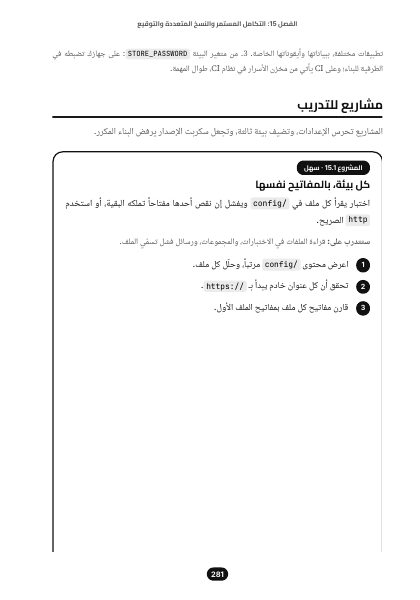 الفصل 15: التكامل المستمر والنسخ المتعددة والتوقيع
تطبيقات مختلفة، ببياناتها وأيقوناتها الخاصة. 3. من متغير البيئة STORE_PASSWORD: على جهازك تضبطه في
الطرفية للبناء؛ وعلى CI يأتي من مخزن الأسرار في نظام CI، طوال المهمة.
مشاريع للتدريب
المشاريع تحرس الإعدادات، وتضيف بيئة ثالثة، وتجعل سكربت الإصدار يرفض البناء المكرر.
المشروع 15.1 · سهل
كل بيئة، بالمفاتيح نفسها
اختبار يقرأ كل ملف في config/ ويفشل إن نقص أحدها مفتاحاً تملكه البقية، أو استخدم
http الصريح.
ستتدرب على: قراءة الملفات في الاختبارات، والمجموعات، ورسائل فشل تسمّي الملف.
1 اعرض محتوى config/ مرتباً، وحلّل كل ملف.
2 تحقق أن كل عنوان خادم يبدأ بـ https://.
3 قارن مفاتيح كل ملف بمفاتيح الملف الأول.
281